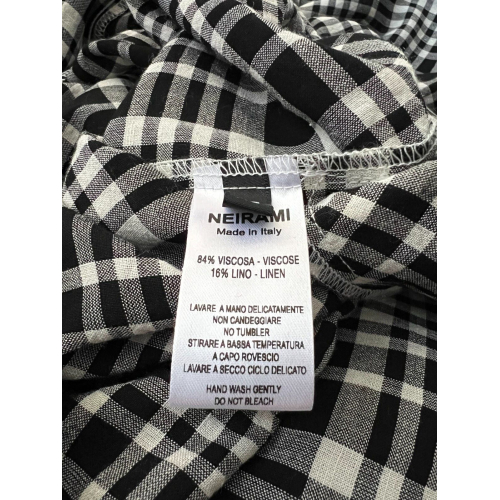 NEIRAMI
Made in Italy
84% VISCOSA - VISCOSE
16% LINO - LINEN
LAVARE A MANO DELICATAMENTE
NON CANDEGGIARE
NO TUMBLER
STIRARE A BASSA TEMPERATURA
A CAPO ROVESCIO
LAVARE A SECCO CICLO DELICATO
HAND WASH GENTLY
DO NOT BLEACH